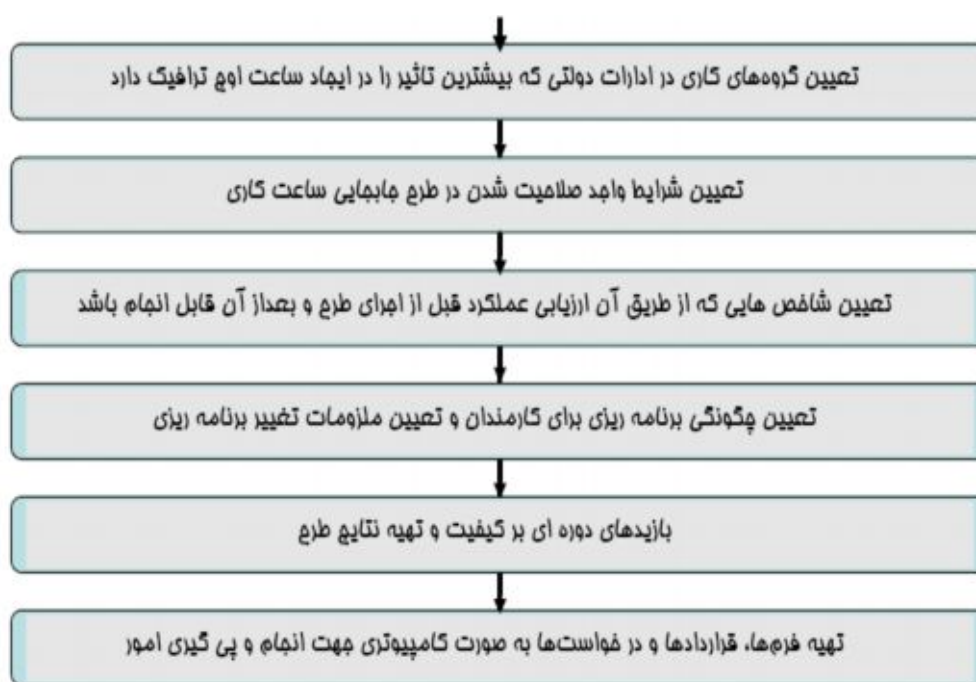 تعیین گروه‌های کاری در ادارات دولتی که بیشترین تاثیر را در ایجاد ساعت اوج ترافیک دارد
تعیین شرایط واجد صلاحیت شدن در طرح جابجایی ساعت کاری
تعیین شاخص هایی که از طریق آن ارزیابی عملکرد قبل از اجرای طرح و بعداز آن قابل انجام باشد
تعیین چگونگی برنامه ریزی برای کارمندان و تعیین ملزومات تغییر برنامه ریزی
بازیدهای دوره ای بر کیفیت و تهیه نتایج طرح
تهیه فرم‌ها، قراردادها و در خواست‌ها به صورت کامپیوتری جهت انجام و پی گیری امور